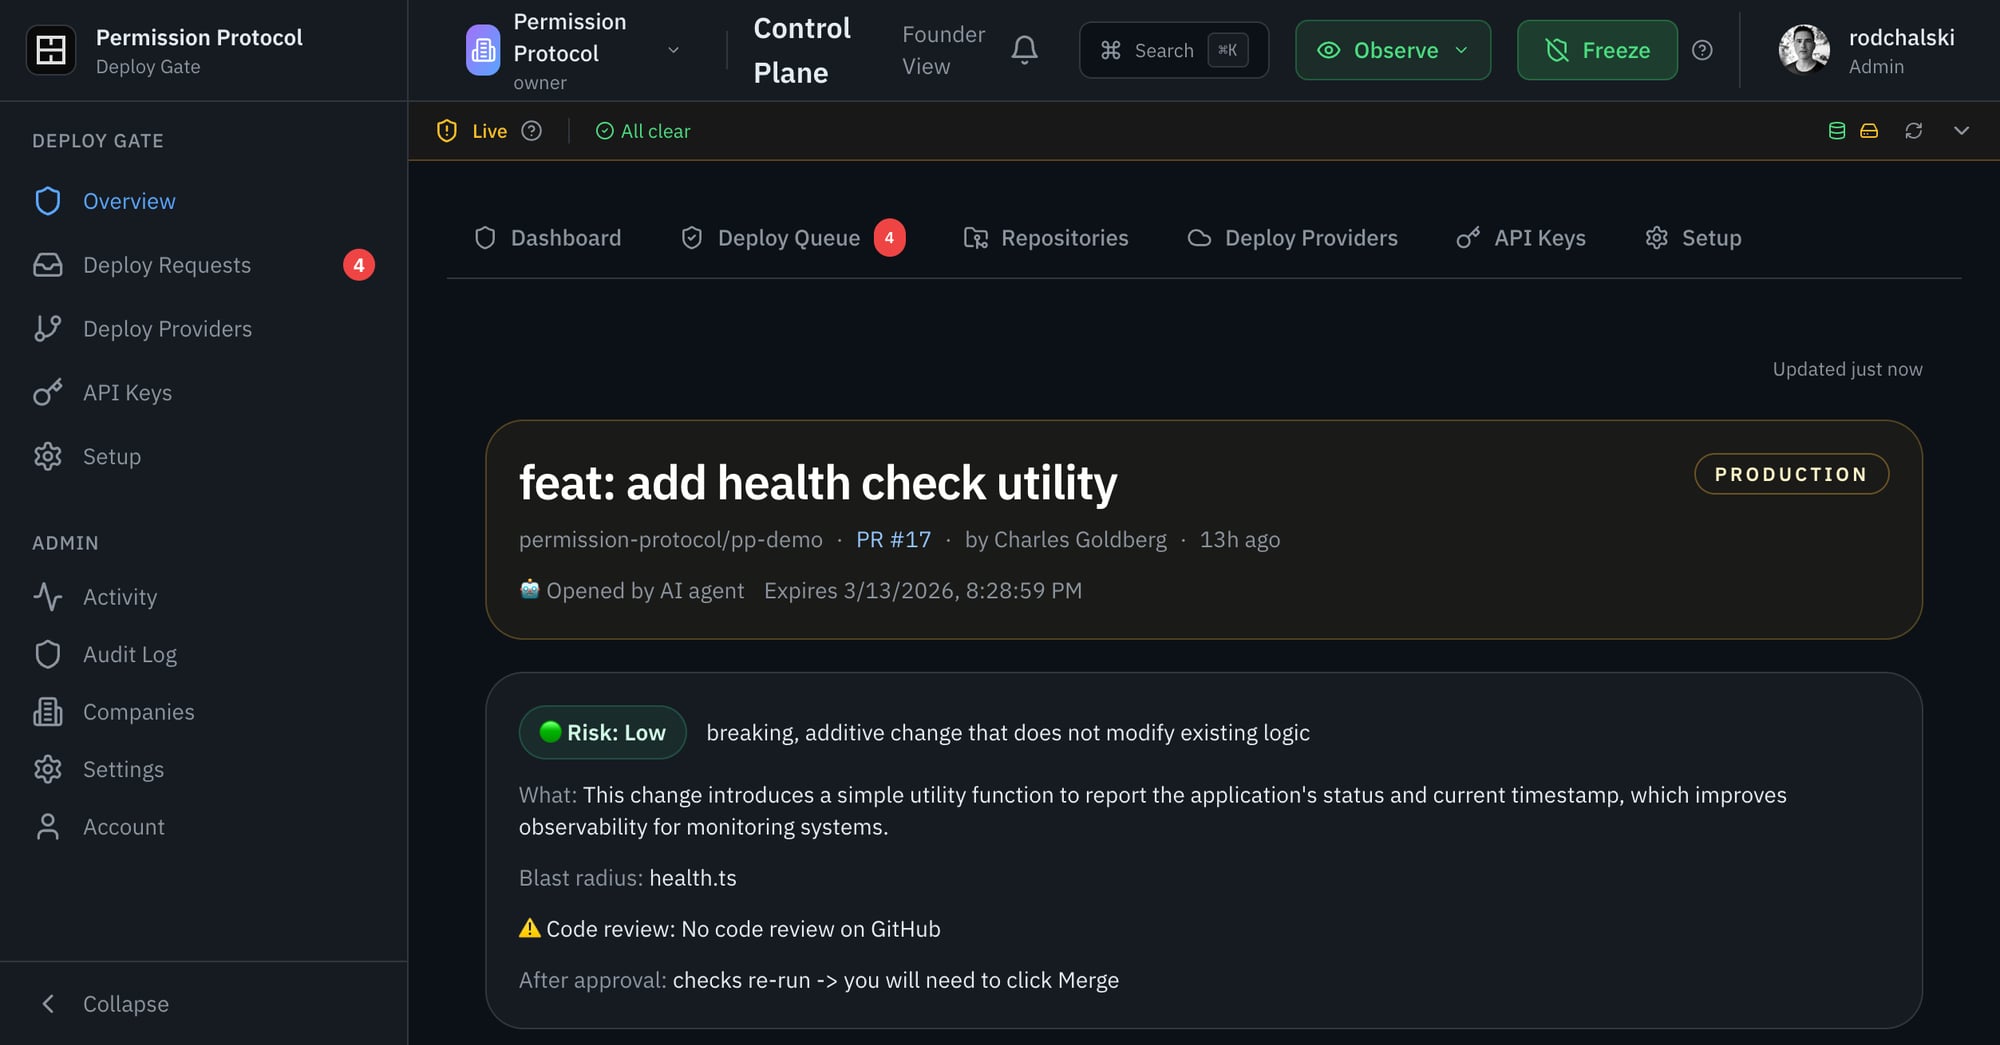 Permission Protocol
Deploy Gate
Permission
Protocol
owner
Control
Plane
Founder
View
Search
⌘K
Observe
Freeze
rodchalski
Admin
Live
All clear
DEPLOY GATE
Overview
Deploy Requests 4
Deploy Providers
API Keys
Setup
ADMIN
Activity
Audit Log
Companies
Settings
Account
Collapse
Dashboard
Deploy Queue 4
Repositories
Deploy Providers
API Keys
Setup
Updated just now
feat: add health check utility
PRODUCTION
permission-protocol/pp-demo · PR #17 · by Charles Goldberg · 13h ago
🤖 Opened by AI agent Expires 3/13/2026, 8:28:59 PM
🟢 Risk: Low breaking, additive change that does not modify existing logic
What: This change introduces a simple utility function to report the application's status and current timestamp, which improves
observability for monitoring systems.
Blast radius: health.ts
⚠️ Code review: No code review on GitHub
After approval: checks re-run -> you will need to click Merge